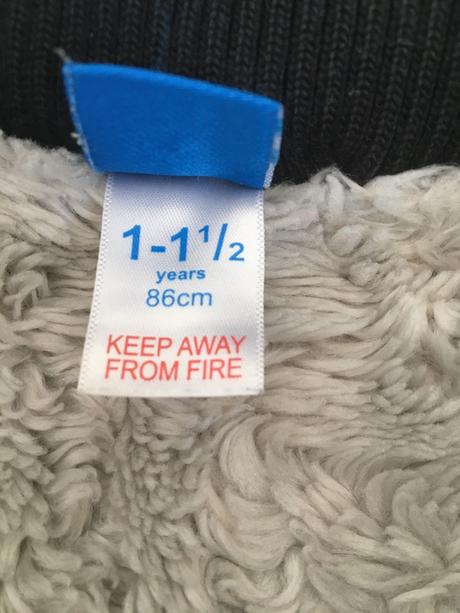 1-1½
years
86cm
KEEP AWAY
FROM FIRE